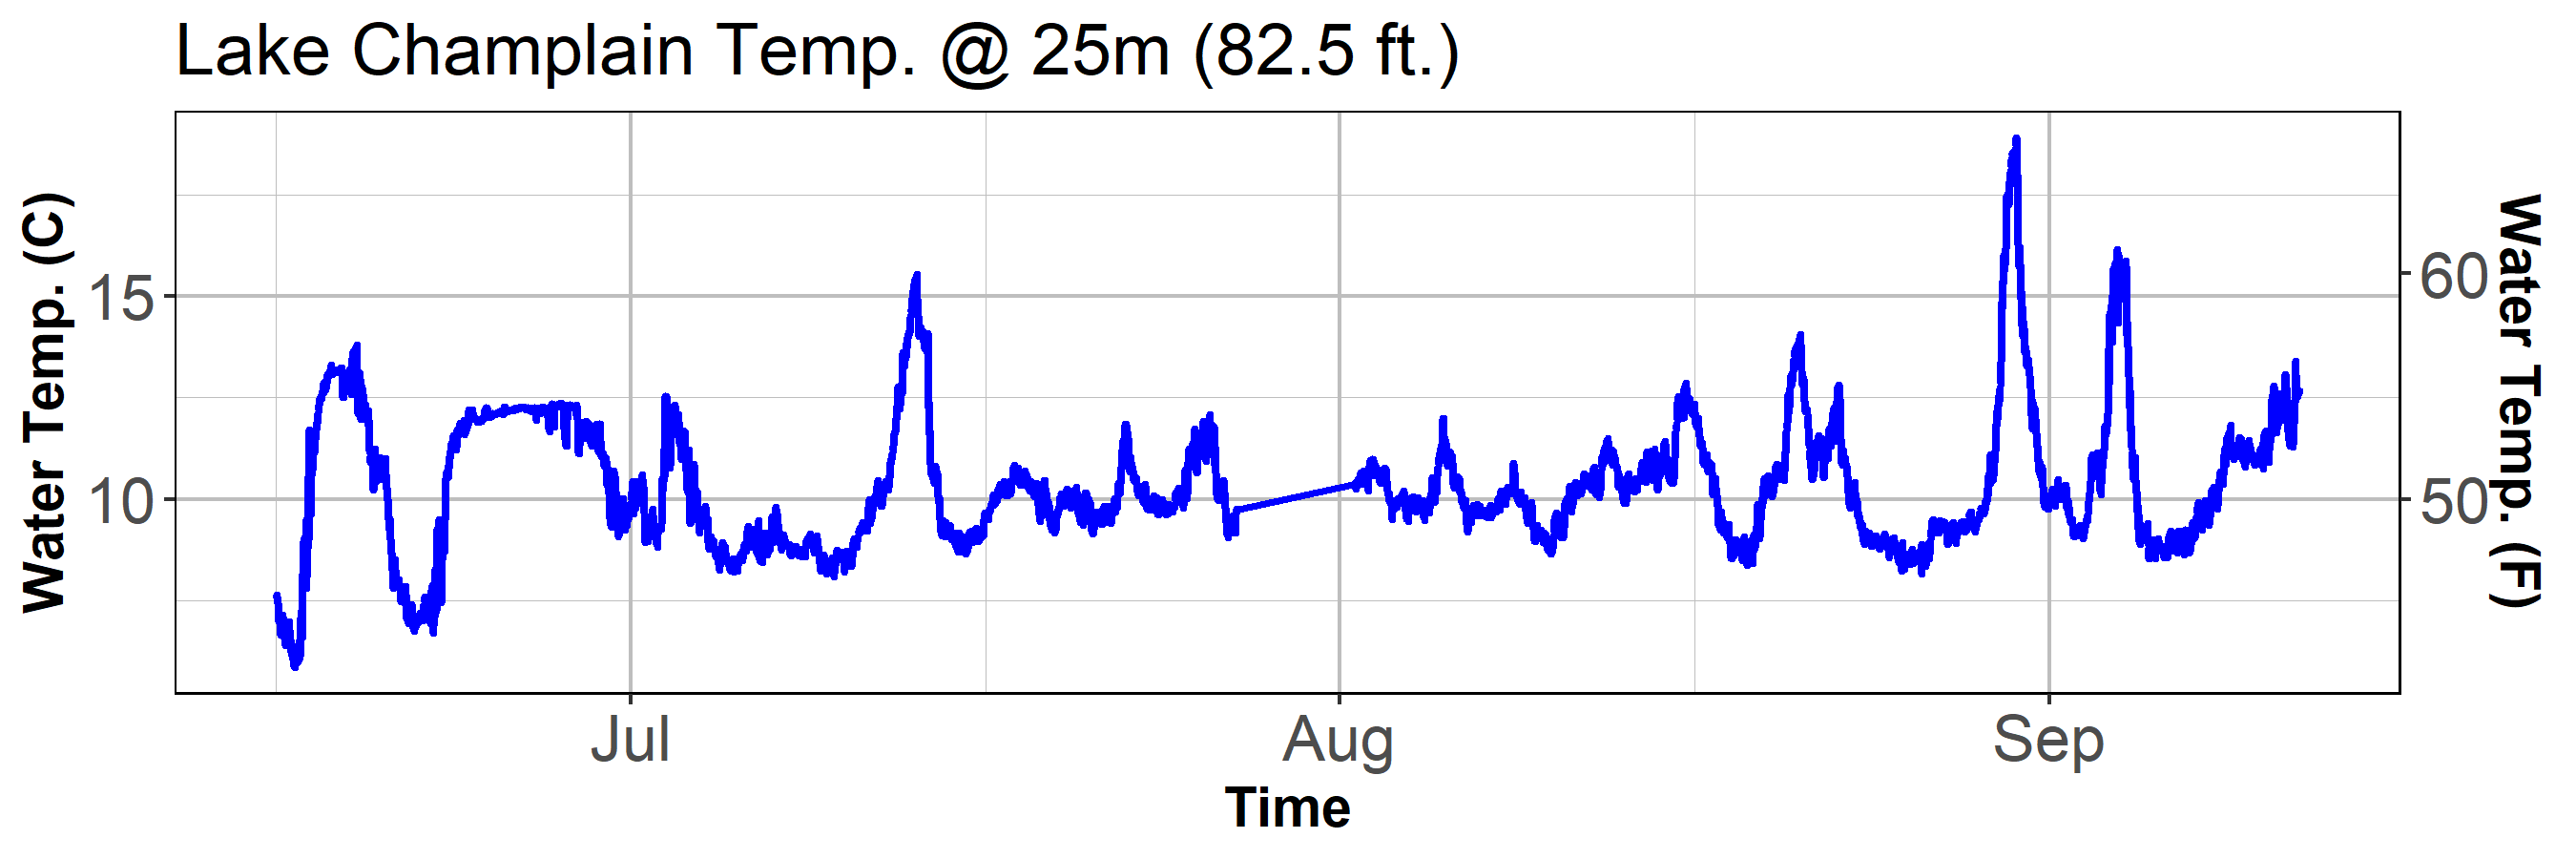 Lake Champlain Temp. @ 25m (82.5 ft.)
Water Temp. (C)
15
10
60
50
Water Temp. (F)
Jul
Aug
Sep
Time